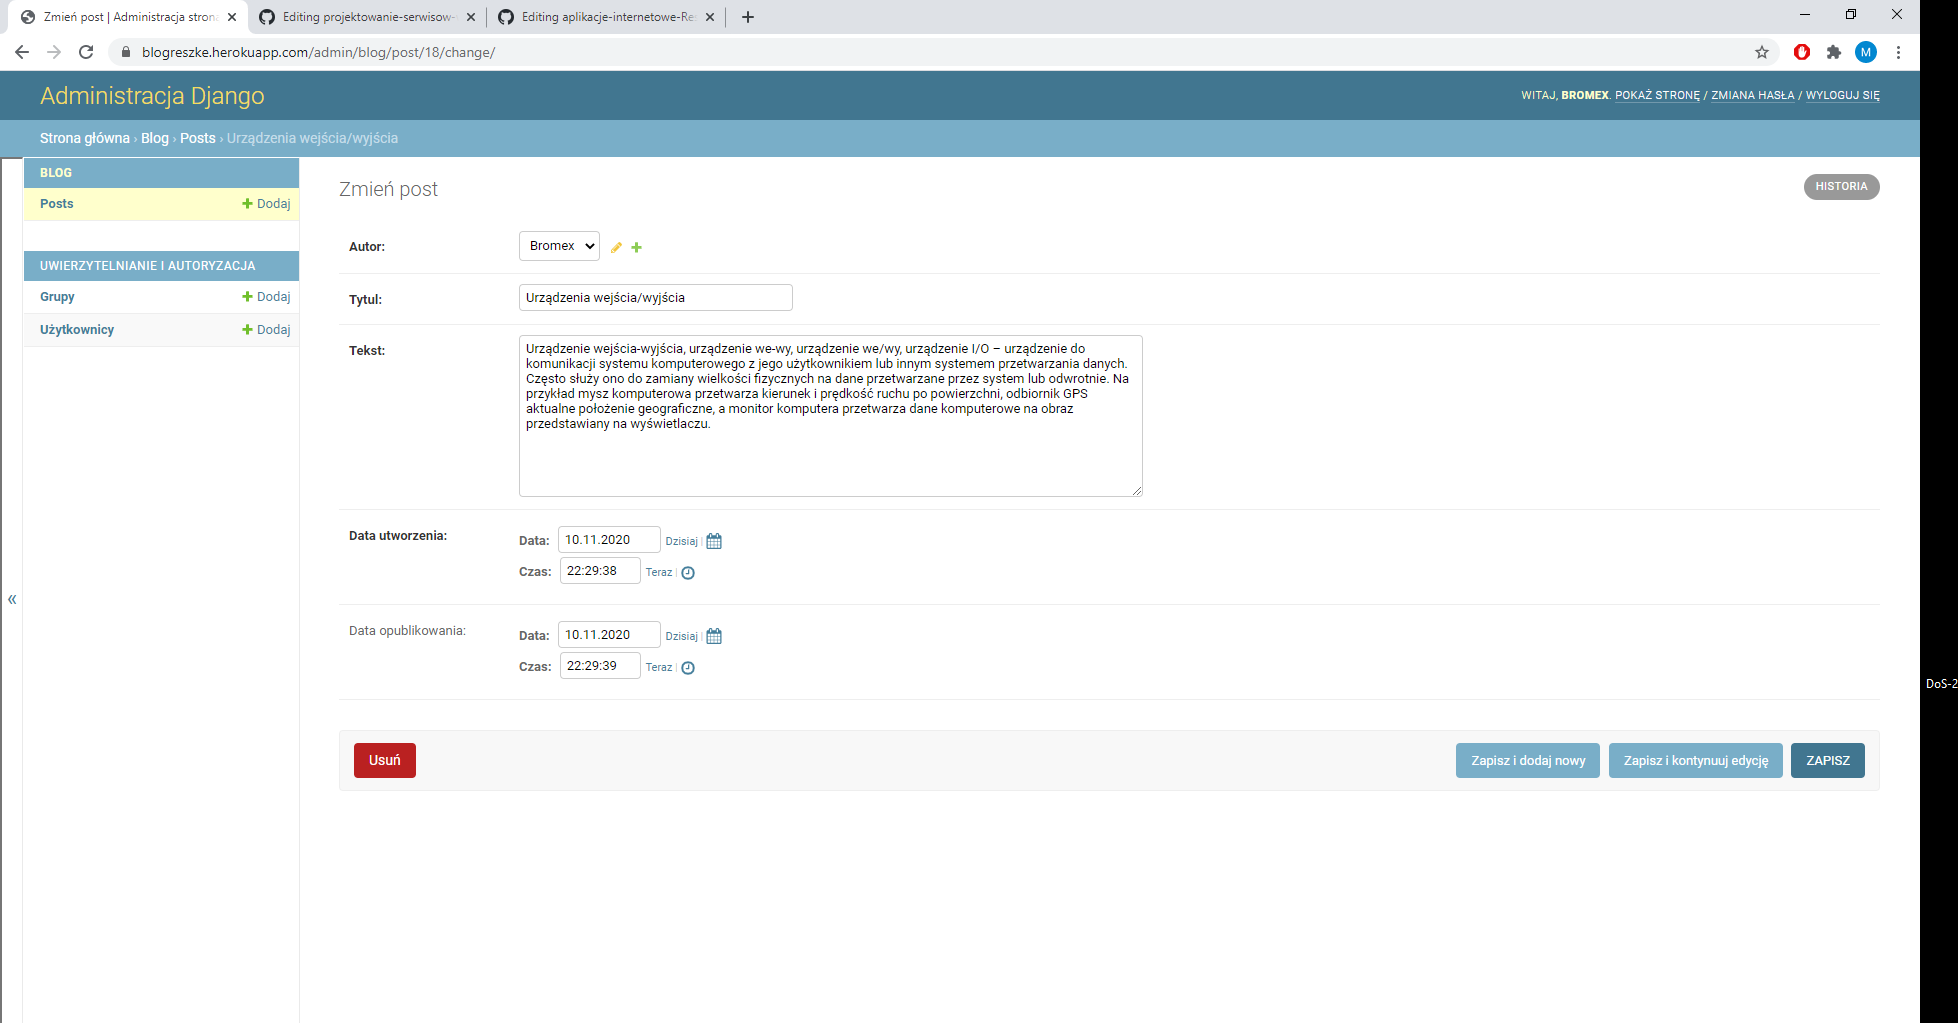 Zmień post | Administracja stron
Editing projektowanie-serwisow-
Editing aplikacje-internetowe-Re
blogreszke.herokuapp.com/admin/blog/post/18/change/
M
Administracja Django
WITAJ, BROMEX. POKAŻ STRONĘ / ZMIANA HASŁA / WYLOGUJ SIĘ
Strona główna › Blog › Posts › Urządzenia wejścia/wyjścia
BLOG
Posts
Dodaj
UWIERZYTELNIANIE I AUTORYZACJA
Grupy
Dodaj
Użytkownicy
Dodaj
«
Zmień post
HISTORIA
Autor:
Bromex
Tytul:
Urządzenia wejścia/wyjścia
Tekst:
Urządzenie wejścia-wyjścia, urządzenie we-wy, urządzenie we/wy, urządzenie I/O – urządzenie do
komunikacji systemu komputerowego z jego użytkownikiem lub innym systemem przetwarzania danych.
Często służy ono do zamiany wielkości fizycznych na dane przetwarzane przez system lub odwrotnie. Na
przykład mysz komputerowa przetwarza kierunek i prędkość ruchu po powierzchni, odbiornik GPS
aktualne położenie geograficzne, a monitor komputera przetwarza dane komputerowe na obraz
przedstawiany na wyświetlaczu.
Data utworzenia:
Data: 10.11.2020 Dzisiaj |
Czas: 22:29:38 Teraz |
Data opublikowania:
Data: 10.11.2020 Dzisiaj |
Czas: 22:29:39 Teraz |
Usuń
Zapisz i dodaj nowy
Zapisz i kontynuuj edycję
ZAPISZ
DoS-2